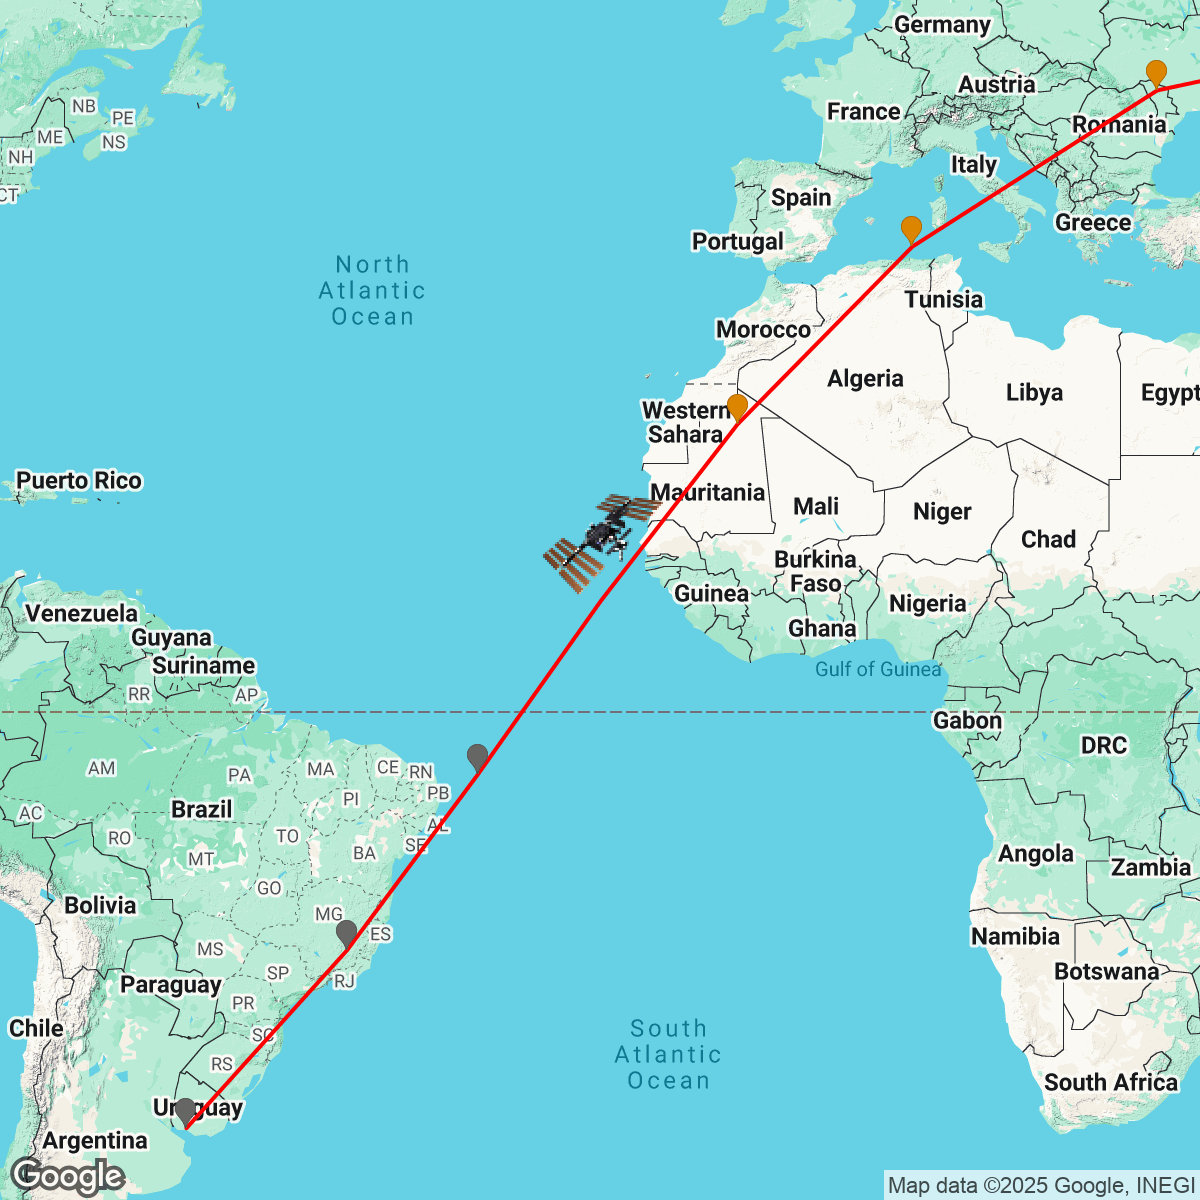 Germany
NB
PE
Austria
France
ME
NS
Romania
NH
Italy
CT
Spain
Portugal
Greece
North
Atlantic
Ocean
Tunisia
Morocco
Algeria
Libya
Egypt
Western
Sahara
Puerto Rico
Mauritania
Mali
Niger
Chad
Burkina
Faso
Guinea
Nigeria
Venezuela
Ghana
Guyana
Suriname
Gulf of Guinea
RR
AP
Gabon
DRC
AM
PA
MA
CE
RN
PI
PB
Brazil
AC
AL
RO
TO
SE
MT
BA
Angola
Zambia
GO
Bolivia
MG
ES
Namibia
MS
SP
Botswana
Paraguay
RJ
PR
Chile
SC
South
Atlantic
Ocean
RS
South Africa
Uruguay
Argentina
Google
Map data ©2025 Google, INEGI